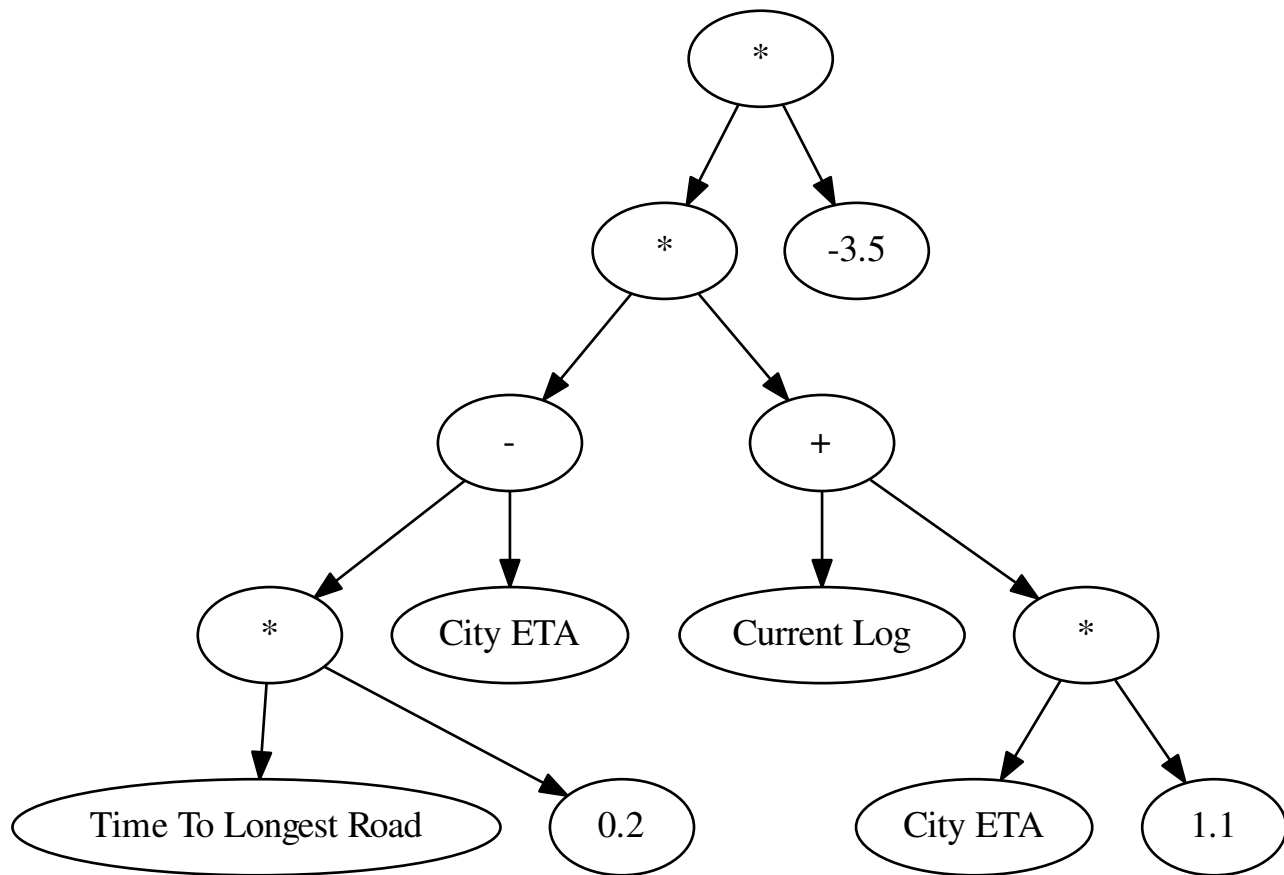 *
*
-3.5
-
+
*
City ETA
Current Log
*
Time To Longest Road
0.2
City ETA
1.1